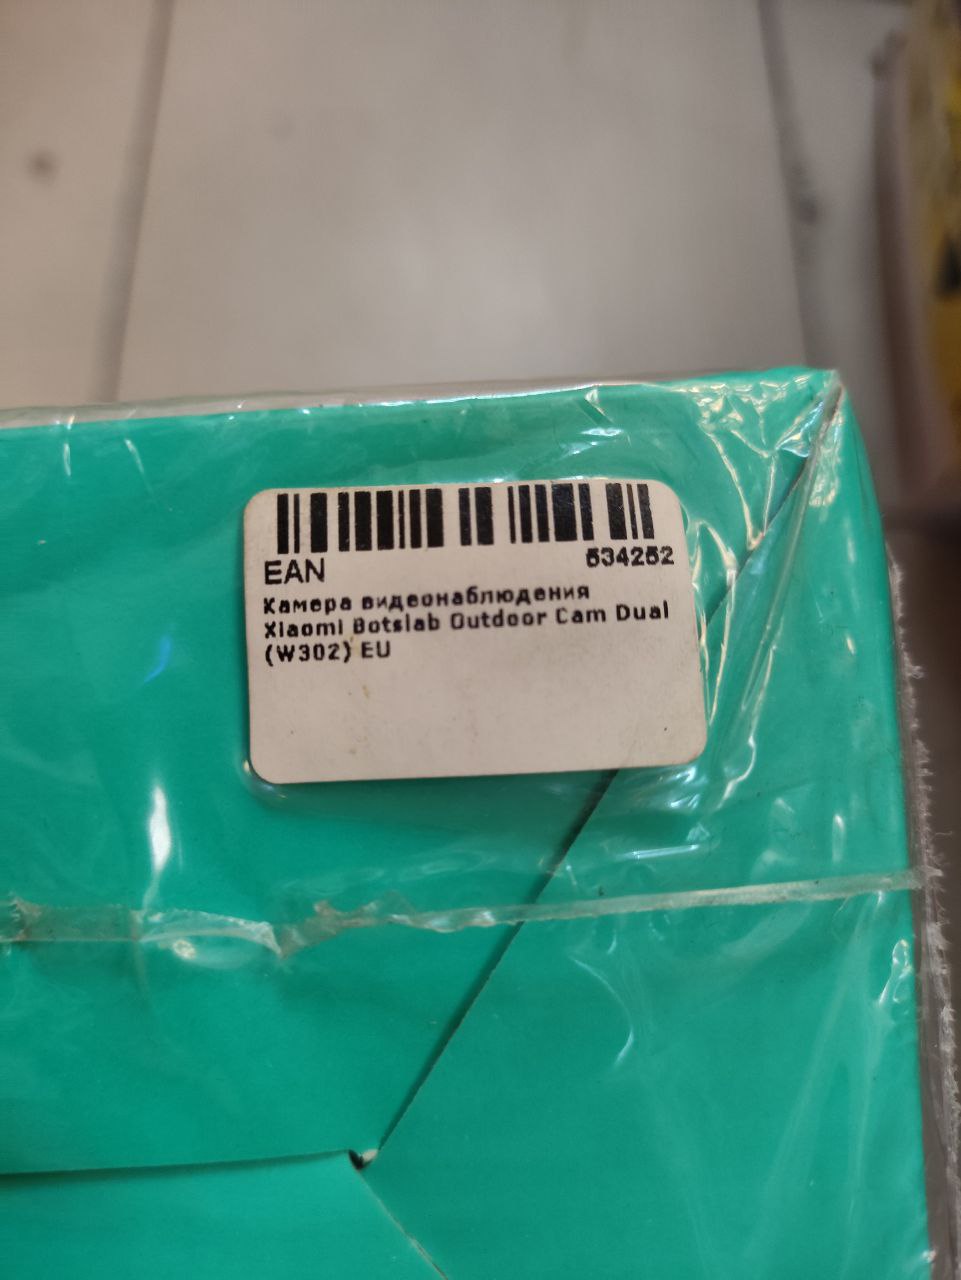 EAN 534252
Камера видеонаблюдения
Xiaomi Botslab Outdoor Cam Dual
(W302) EU